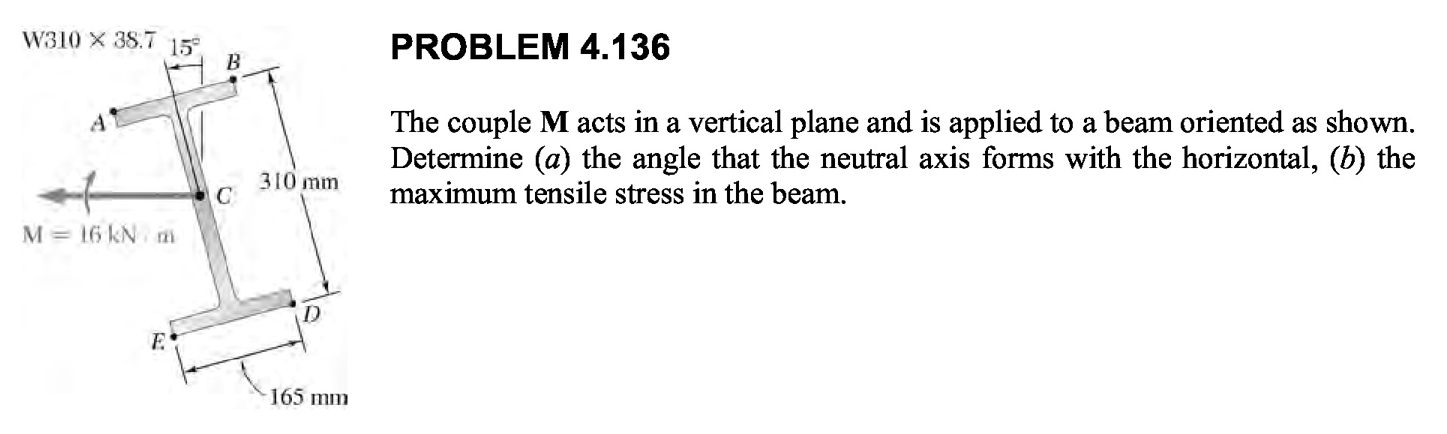 W310 × 38.7
15°
B
A
C
310 mm
M = 16 kN · m
D
E
165 mm
PROBLEM 4.136
The couple M acts in a vertical plane and is applied to a beam oriented as shown.
Determine (a) the angle that the neutral axis forms with the horizontal, (b) the
maximum tensile stress in the beam.